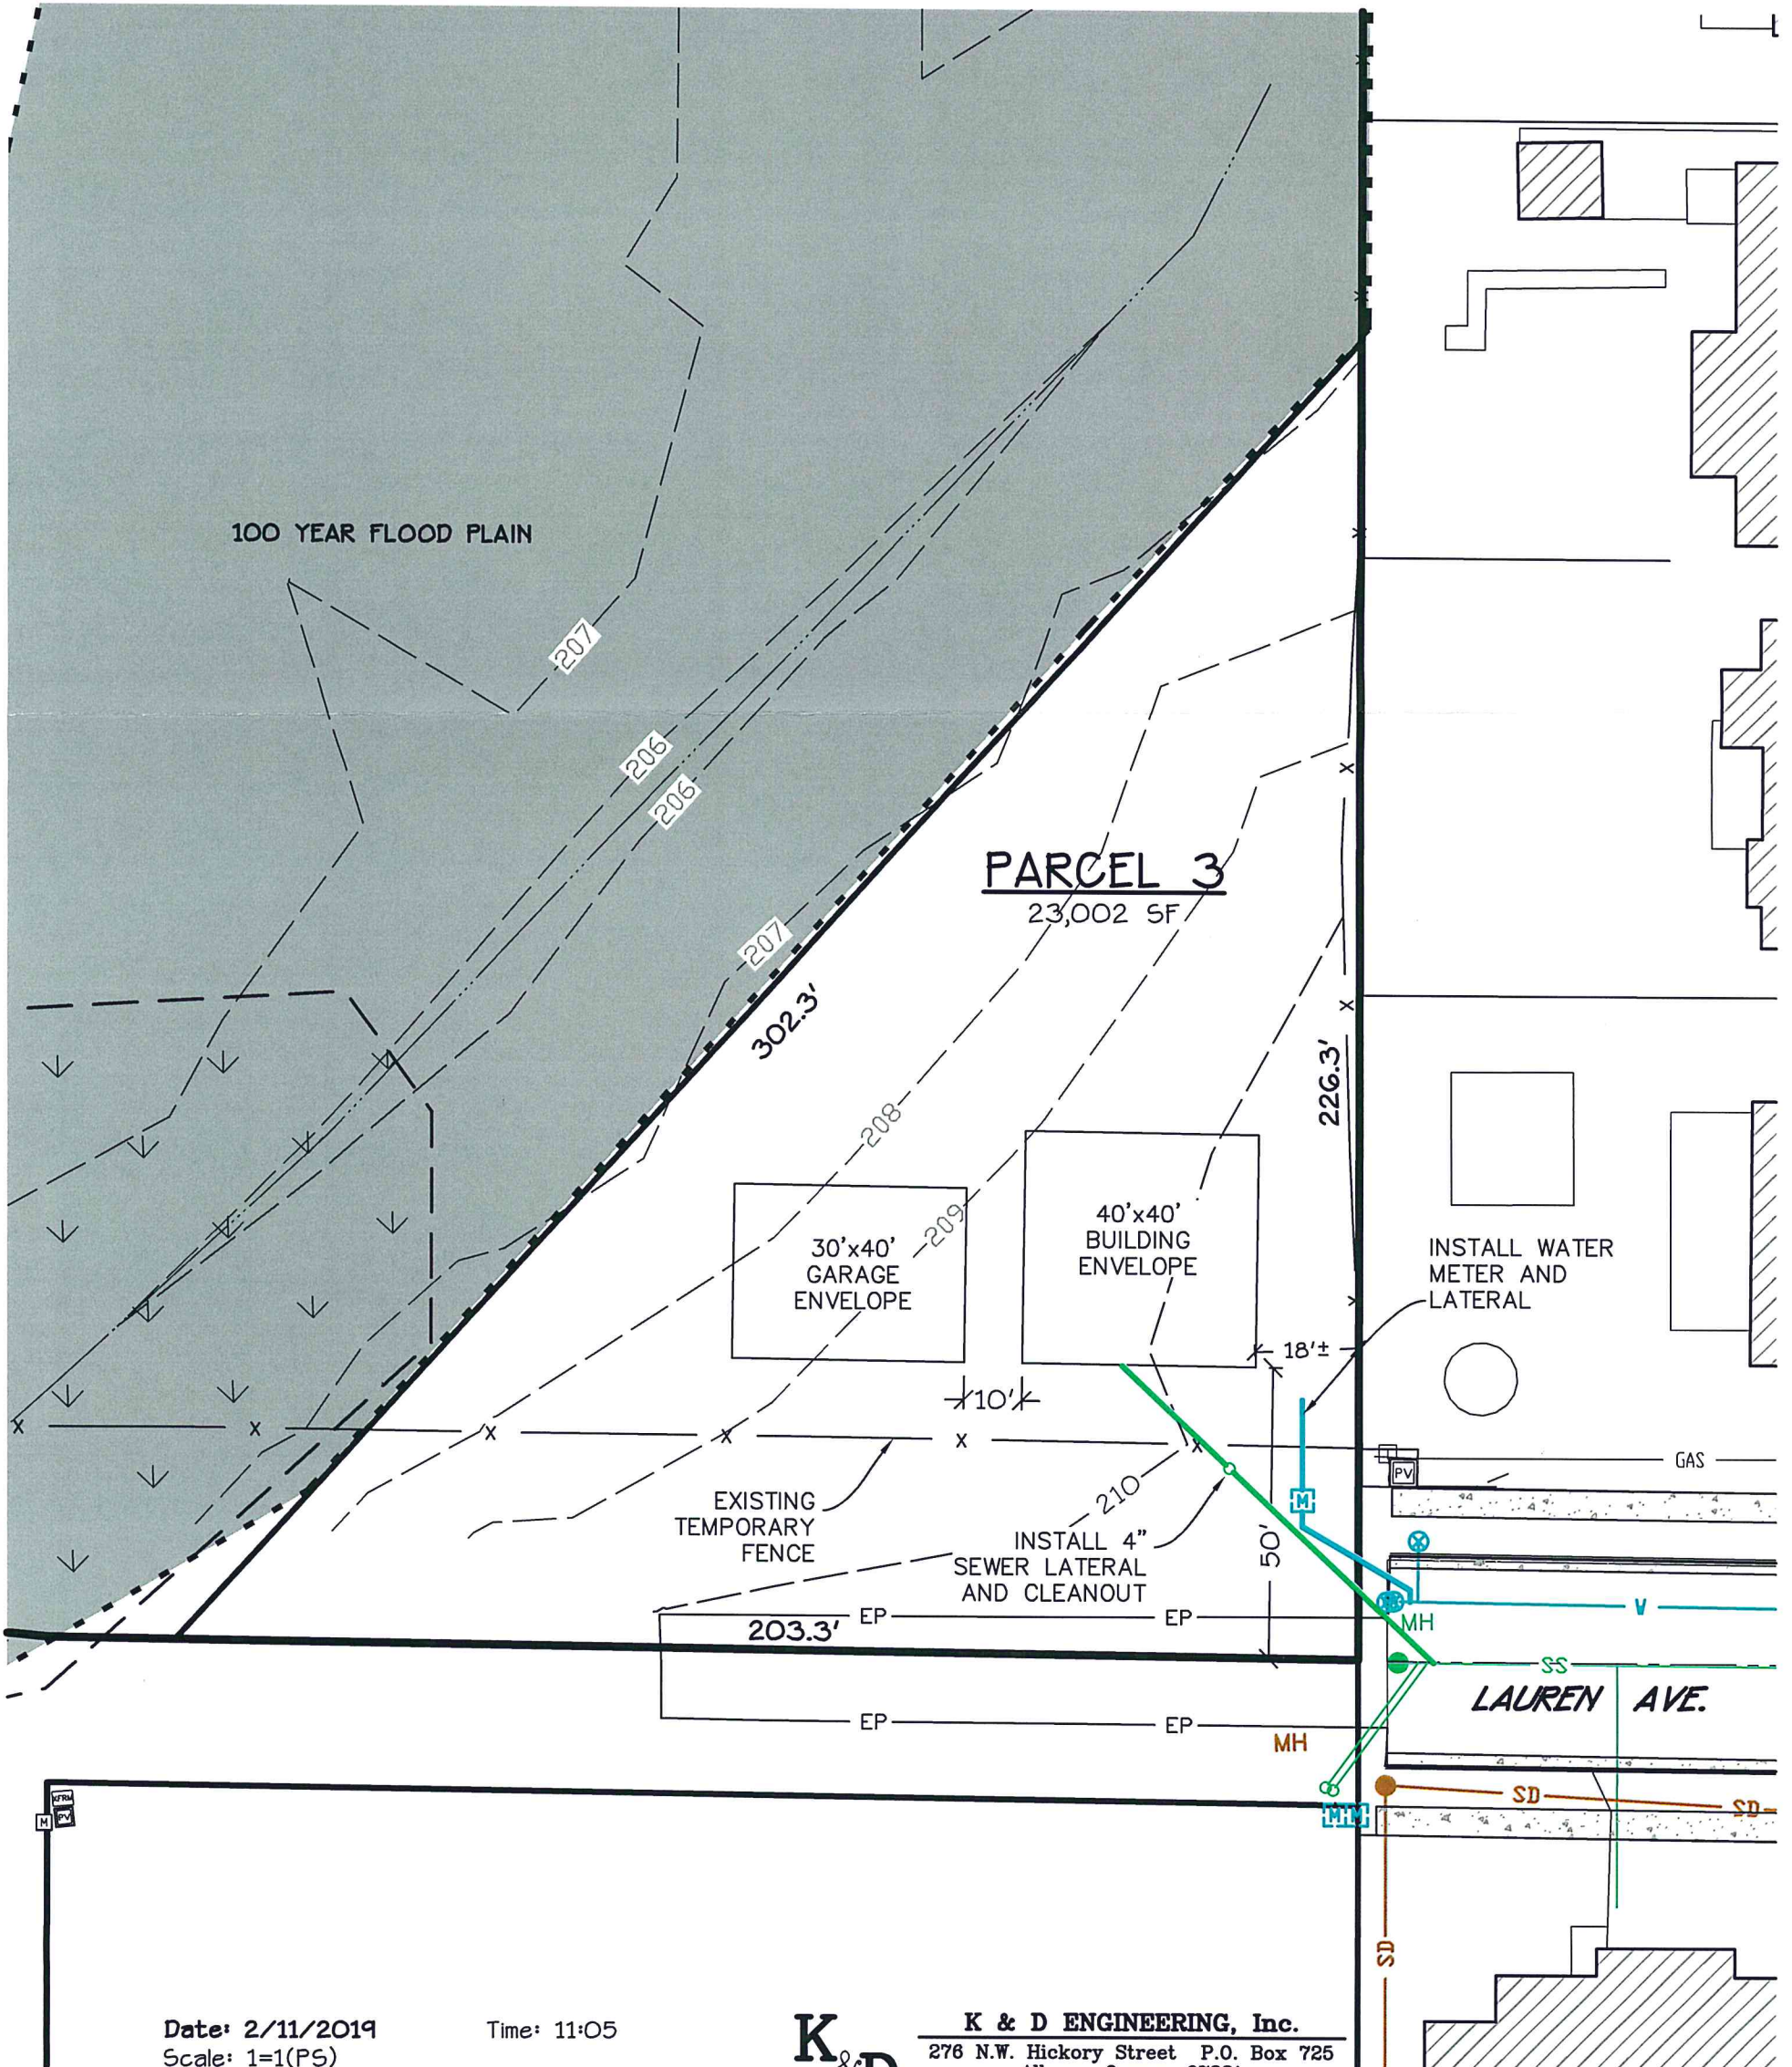 100 YEAR FLOOD PLAIN
207
206
206
PARCEL 3
23,002 SF
207
302.3'
226.3'
208
209
30'x40'
GARAGE
ENVELOPE
40'x40'
BUILDING
ENVELOPE
INSTALL WATER
METER AND
LATERAL
18'±
10'
X
X
X
X
X
X
X
X
GAS
PV
M
210
EXISTING
TEMPORARY
FENCE
INSTALL 4"
SEWER LATERAL
AND CLEANOUT
50'
EP
EP
203.3'
MH
W
SS
LAUREN AVE.
EP
EP
MH
SD
SD
M
M
M
PV
SD
Date: 2/11/2019
Time: 11:05
Scale: 1=1(PS)
K & D
K & D ENGINEERING, Inc.
276 N.W. Hickory Street P.O. Box 725